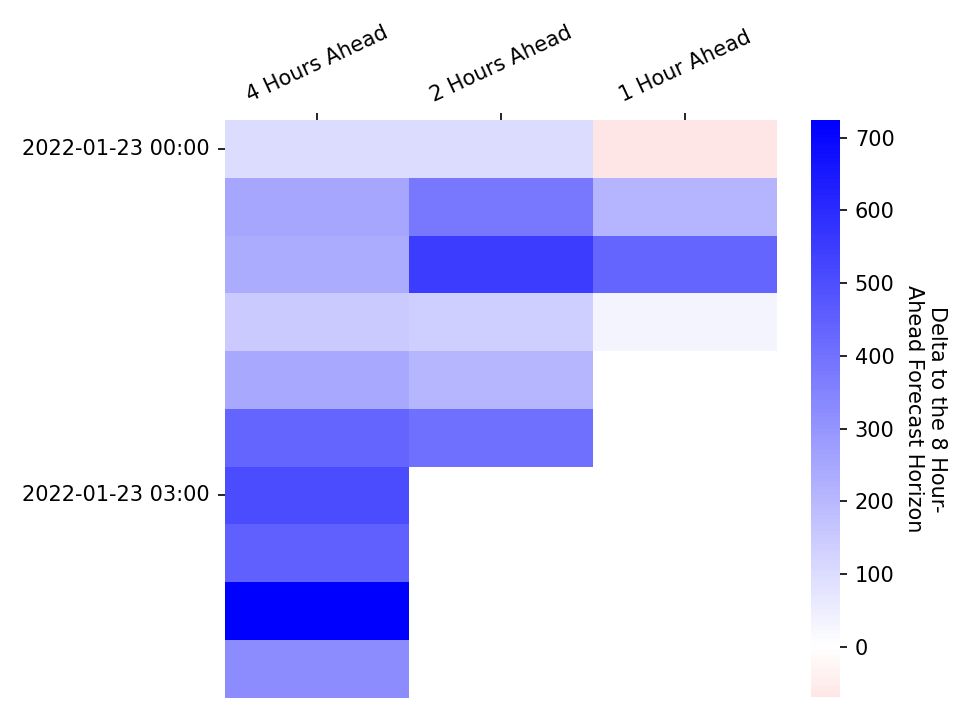 4 Hours Ahead
2 Hours Ahead
1 Hour Ahead
2022-01-23 00:00
2022-01-23 03:00
700
600
500
400
300
200
100
0
Delta to the 8 Hour-
Ahead Forecast Horizon